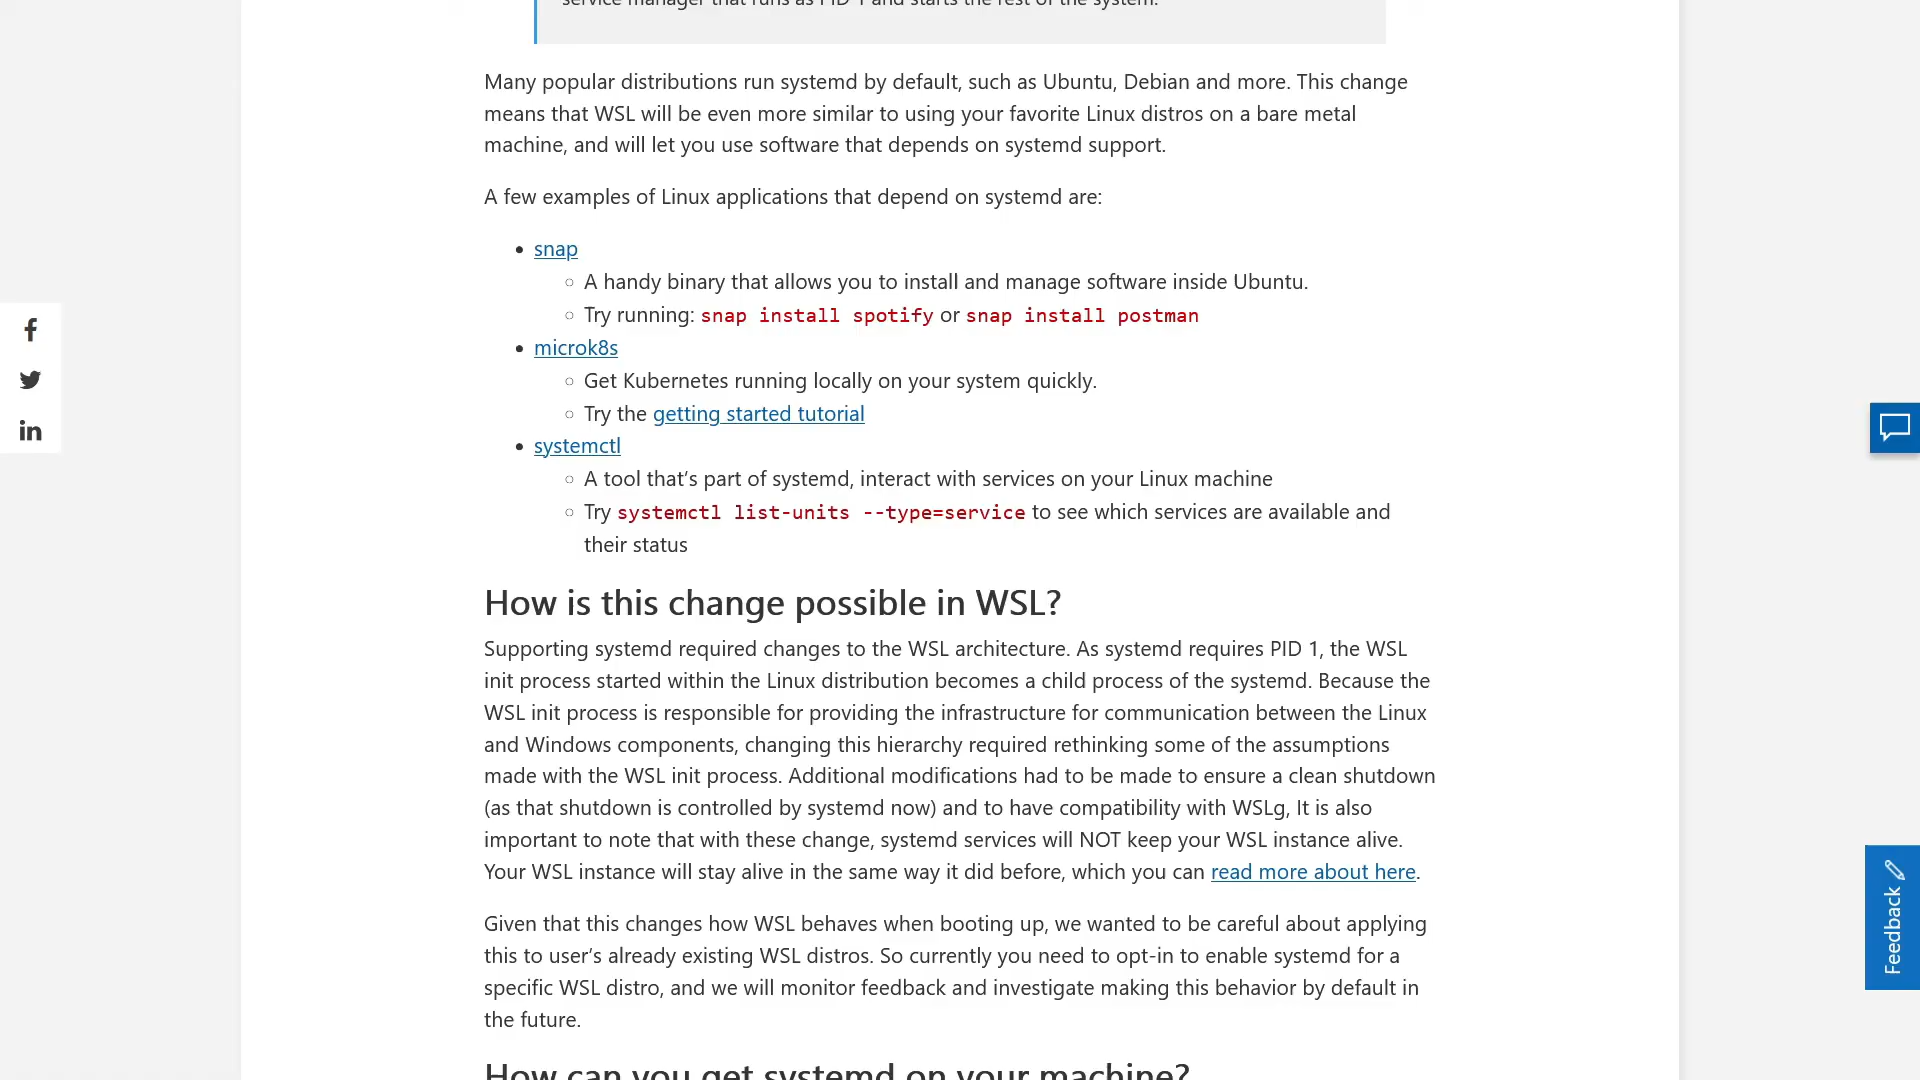 service manager that runs as PID 1 and starts the rest of the system.
Many popular distributions run systemd by default, such as Ubuntu, Debian and more. This change
means that WSL will be even more similar to using your favorite Linux distros on a bare metal
machine, and will let you use software that depends on systemd support.
A few examples of Linux applications that depend on systemd are:
snap
A handy binary that allows you to install and manage software inside Ubuntu.
Try running: snap install spotify or snap install postman
microk8s
Get Kubernetes running locally on your system quickly.
Try the getting started tutorial
systemctl
A tool that’s part of systemd, interact with services on your Linux machine
Try systemctl list-units --type=service to see which services are available and
their status
How is this change possible in WSL?
Supporting systemd required changes to the WSL architecture. As systemd requires PID 1, the WSL
init process started within the Linux distribution becomes a child process of the systemd. Because the
WSL init process is responsible for providing the infrastructure for communication between the Linux
and Windows components, changing this hierarchy required rethinking some of the assumptions
made with the WSL init process. Additional modifications had to be made to ensure a clean shutdown
(as that shutdown is controlled by systemd now) and to have compatibility with WSLg, It is also
important to note that with these change, systemd services will NOT keep your WSL instance alive.
Your WSL instance will stay alive in the same way it did before, which you can read more about here.
Given that this changes how WSL behaves when booting up, we wanted to be careful about applying
this to user’s already existing WSL distros. So currently you need to opt-in to enable systemd for a
specific WSL distro, and we will monitor feedback and investigate making this behavior by default in
the future.
How can you get systemd on your machine?
Feedback